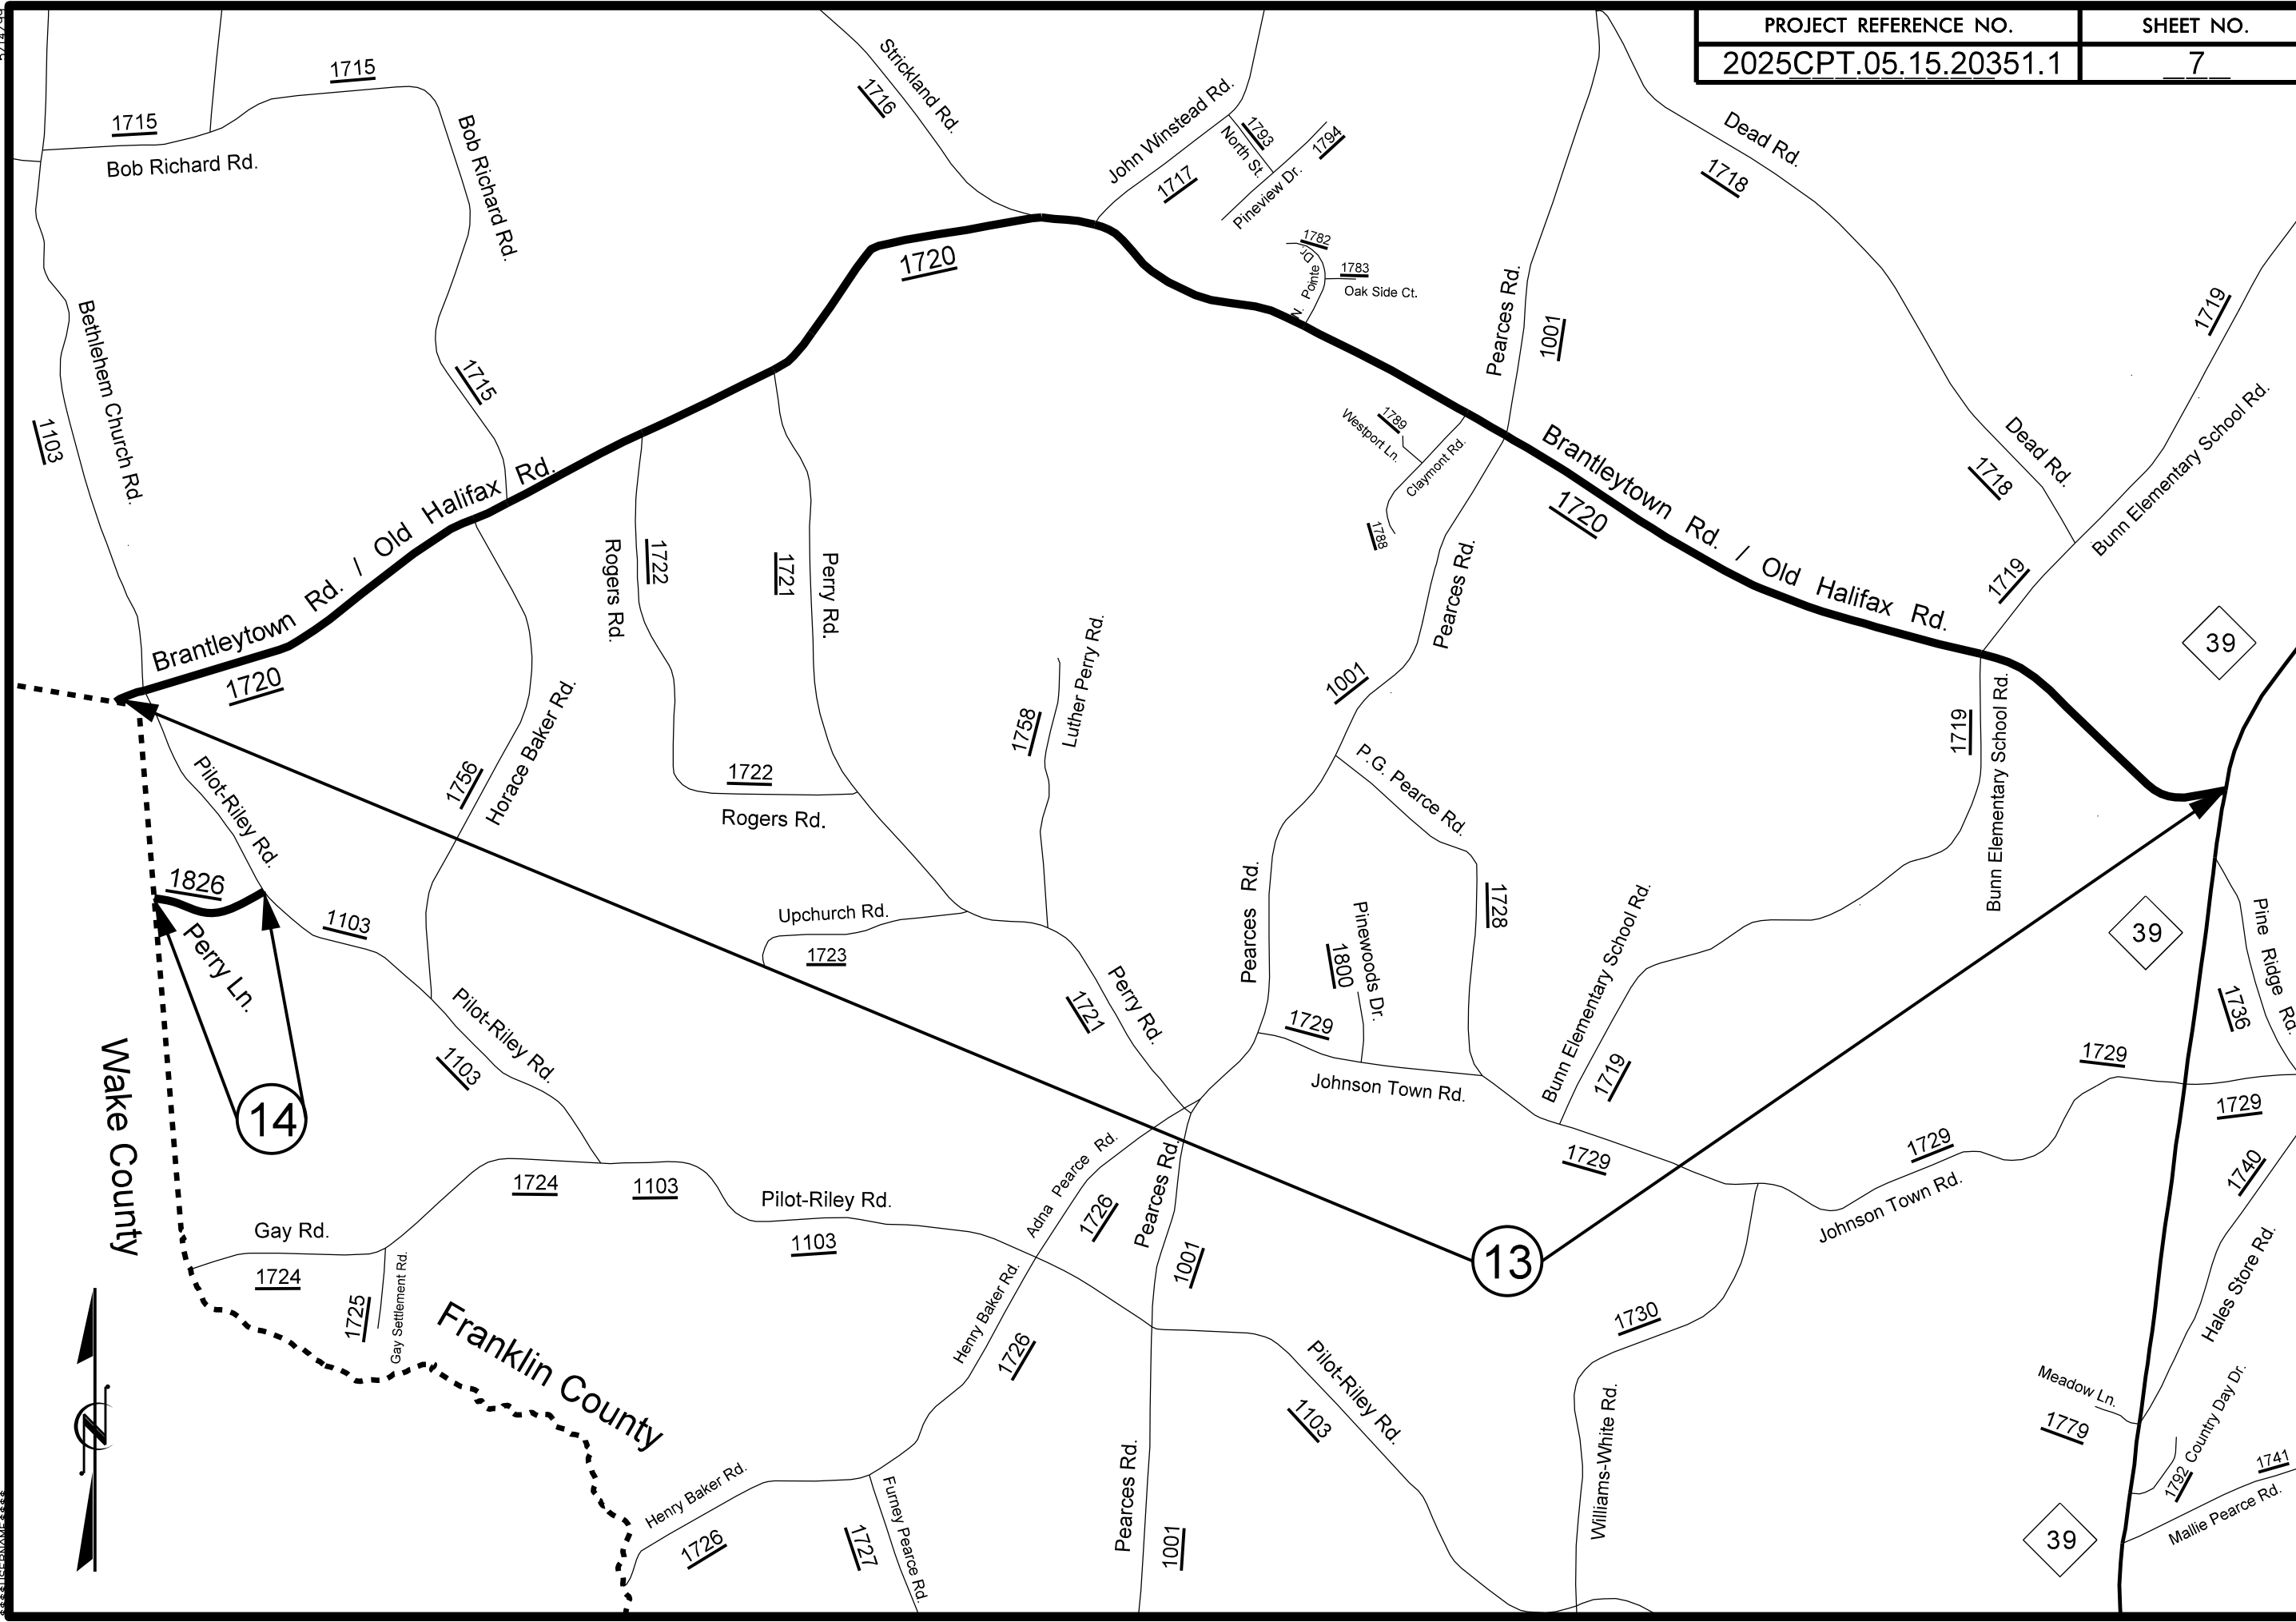 PROJECT REFERENCE NO.
SHEET NO.
2025CPT.05.15.20351.1
7
1715
1715
Bob Richard Rd.
Bob Richard Rd.
1715
Strickland Rd.
1716
John Winstead Rd.
1717
1793
North St.
1794
Pineview Dr.
1782
N. Pointe Dr.
1783
Oak Side Ct.
Pearces Rd.
1001
Dead Rd.
1718
1719
Bethlehem Church Rd.
1103
1720
1789
Westport Ln.
Claymont Rd.
1788
Dead Rd.
1718
Bunn Elementary School Rd.
1719
Brantleytown Rd. / Old Halifax Rd.
1720
Brantleytown Rd. / Old Halifax Rd.
1720
Rogers Rd.
1722
1721
Perry Rd.
1722
Rogers Rd.
Luther Perry Rd.
1758
Pearces Rd.
1001
P.G. Pearce Rd.
1728
1719
Bunn Elementary School Rd.
39
Horace Baker Rd.
1756
Pilot-Riley Rd.
1826
Perry Ln.
1103
Upchurch Rd.
1723
Perry Rd.
1721
Pearces Rd.
Pinewoods Dr.
1800
1729
Johnson Town Rd.
Bunn Elementary School Rd.
1719
39
Pine Ridge Rd.
1736
1729
1729
Wake County
14
Pilot-Riley Rd.
1103
1729
1729
Johnson Town Rd.
1740
Hales Store Rd.
1724
1103
Pilot-Riley Rd.
1103
Gay Rd.
1724
1725
Gay Settlement Rd.
Adna Pearce Rd.
1726
Pearces Rd.
1001
13
1730
Williams-White Rd.
Franklin County
Henry Baker Rd.
1726
Pilot-Riley Rd.
1103
Meadow Ln.
1779
1792 Country Day Dr.
1741
Mallie Pearce Rd.
39
Henry Baker Rd.
1726
1727
Furney Pearce Rd.
Pearces Rd.
1001